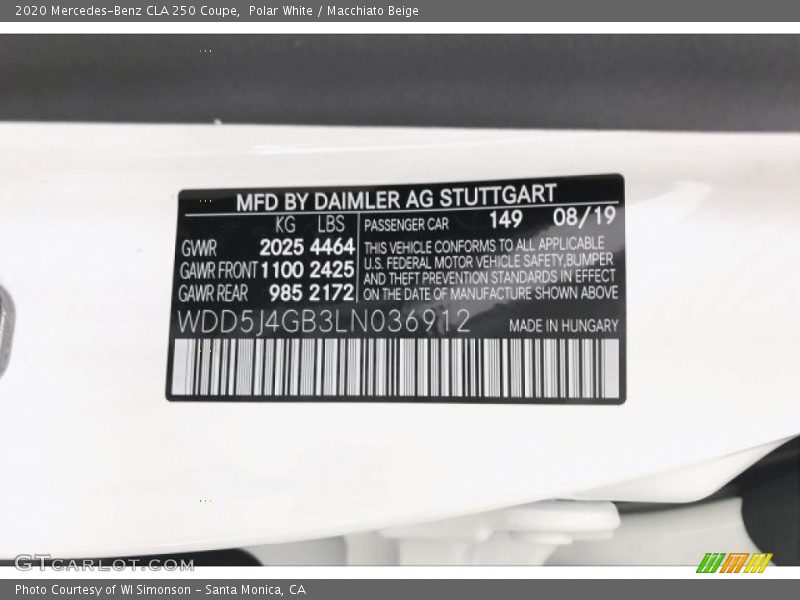 2020 Mercedes-Benz CLA 250 Coupe, Polar White / Macchiato Beige
MFD BY DAIMLER AG STUTTGART
KG LBS
GVWR 2025 4464
GAWR FRONT 1100 2425
GAWR REAR 985 2172
PASSENGER CAR 149 08/19
THIS VEHICLE CONFORMS TO ALL APPLICABLE
U.S. FEDERAL MOTOR VEHICLE SAFETY,BUMPER
AND THEFT PREVENTION STANDARDS IN EFFECT
ON THE DATE OF MANUFACTURE SHOWN ABOVE
WDD5J4GB3LN036912
MADE IN HUNGARY
GTCARLOT.COM
Photo Courtesy of WI Simonson - Santa Monica, CA